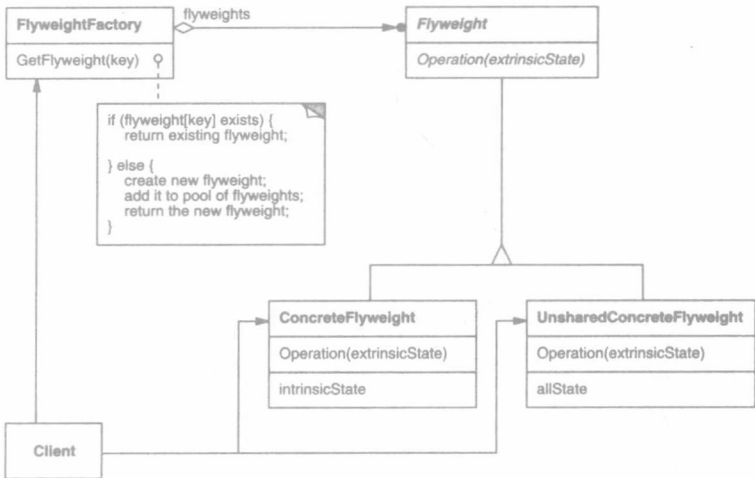 flyweights
FlyweightFactory
GetFlyweight(key)
Flyweight
Operation(extrinsicState)
if (flyweight[key] exists) {
return existing flyweight;
} else {
create new flyweight;
add it to pool of flyweights;
return the new flyweight;
}
ConcreteFlyweight
Operation(extrinsicState)
intrinsicState
UnsharedConcreteFlyweight
Operation(extrinsicState)
allState
Client